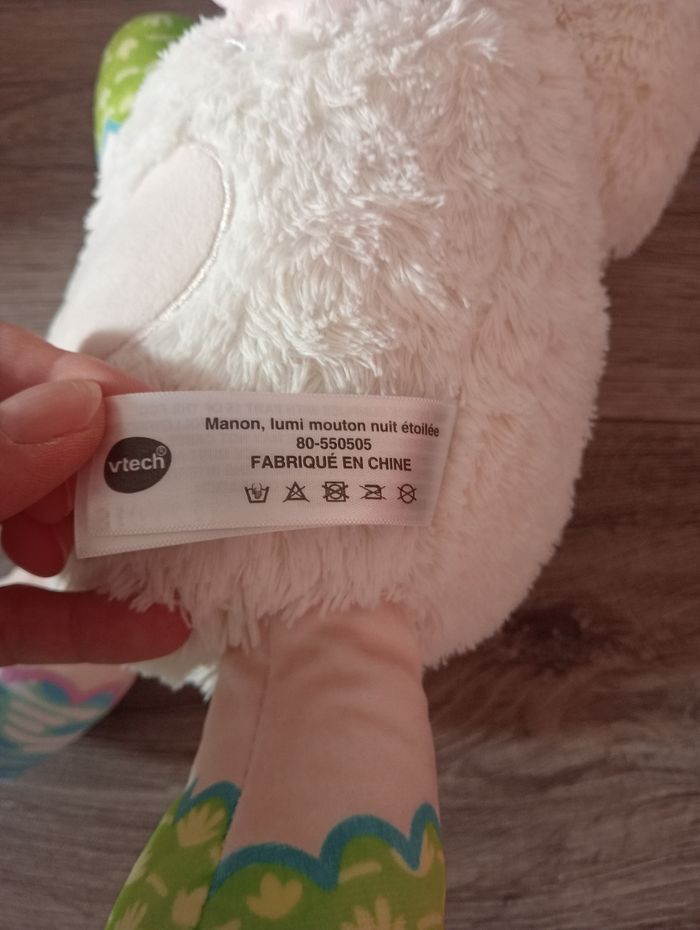 Manon, lumi mouton nuit étoilée
80-550505
FABRIQUÉ EN CHINE
vtech®